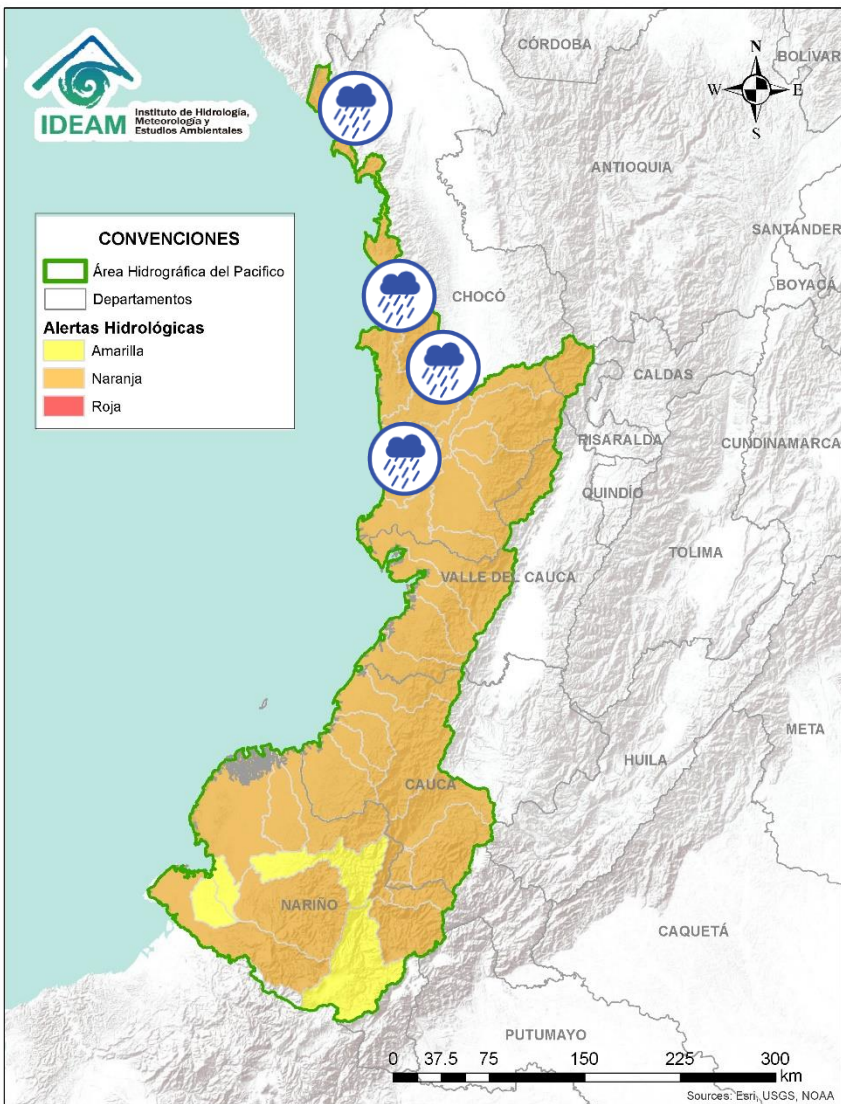 IDEAM
Instituto de Hidrología,
Meteorología y
Estudios Ambientales
CÓRDOBA
BOLÍVAR
N
W
E
S
ANTIOQUIA
SANTANDER
BOYACÁ
CONVENCIONES
Área Hidrográfica del Pacifico
Departamentos
Alertas Hidrológicas
Amarilla
Naranja
Roja
CHOCÓ
CALDAS
RISARALDA
CUNDINAMARCA
QUINDÍO
TOLIMA
VALLE DEL CAUCA
META
HUILA
CAUCA
NARIÑO
CAQUETÁ
PUTUMAYO
0 37.5 75 150 225 300
km
Sources: Esri, USGS, NOAA